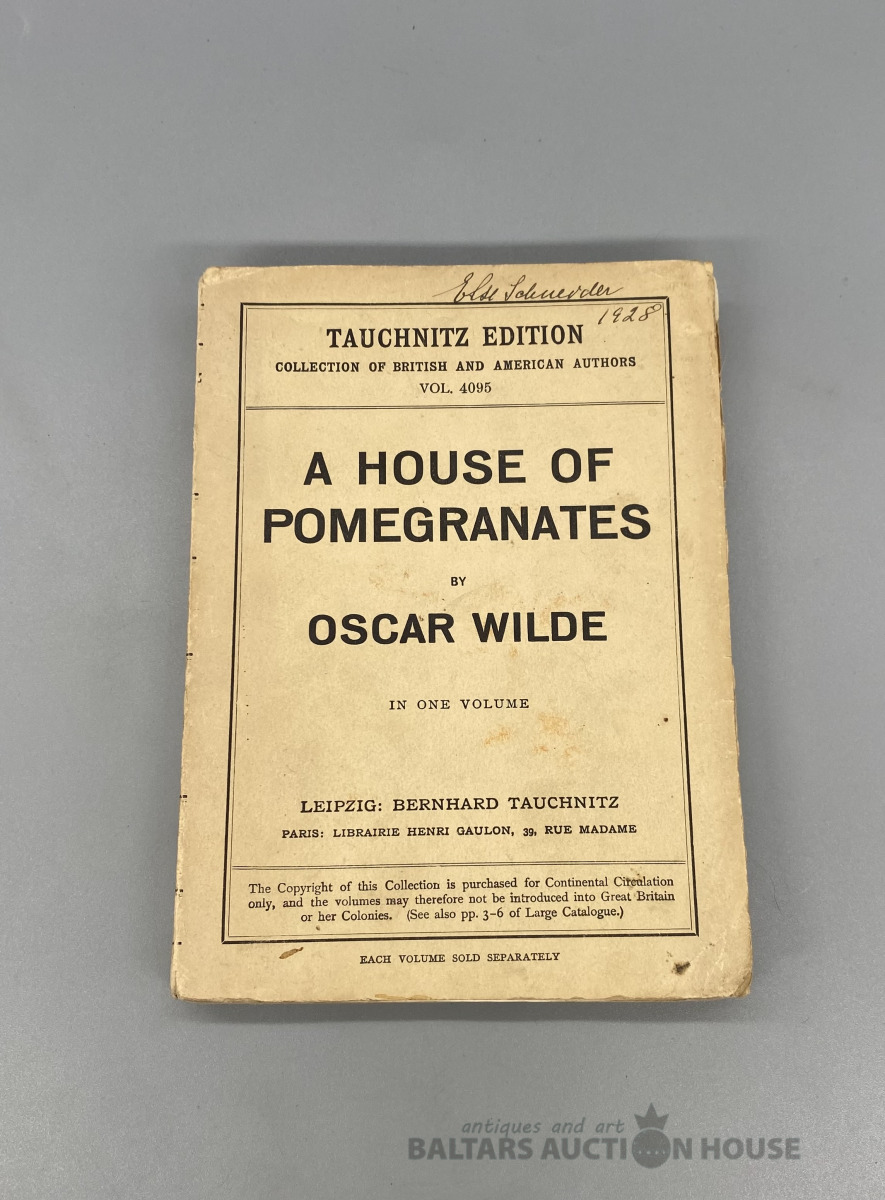 Else Schneider
1928
TAUCHNITZ EDITION
COLLECTION OF BRITISH AND AMERICAN AUTHORS
VOL. 4095
A HOUSE OF
POMEGRANATES
BY
OSCAR WILDE
IN ONE VOLUME
LEIPZIG: BERNHARD TAUCHNITZ
PARIS: LIBRAIRIE HENRI GAULON, 39, RUE MADAME
The Copyright of this Collection is purchased for Continental Circulation
only, and the volumes may therefore not be introduced into Great Britain
or her Colonies. (See also pp. 3-6 of Large Catalogue.)
EACH VOLUME SOLD SEPARATELY
antiques and art
BALTARS AUCTION HOUSE